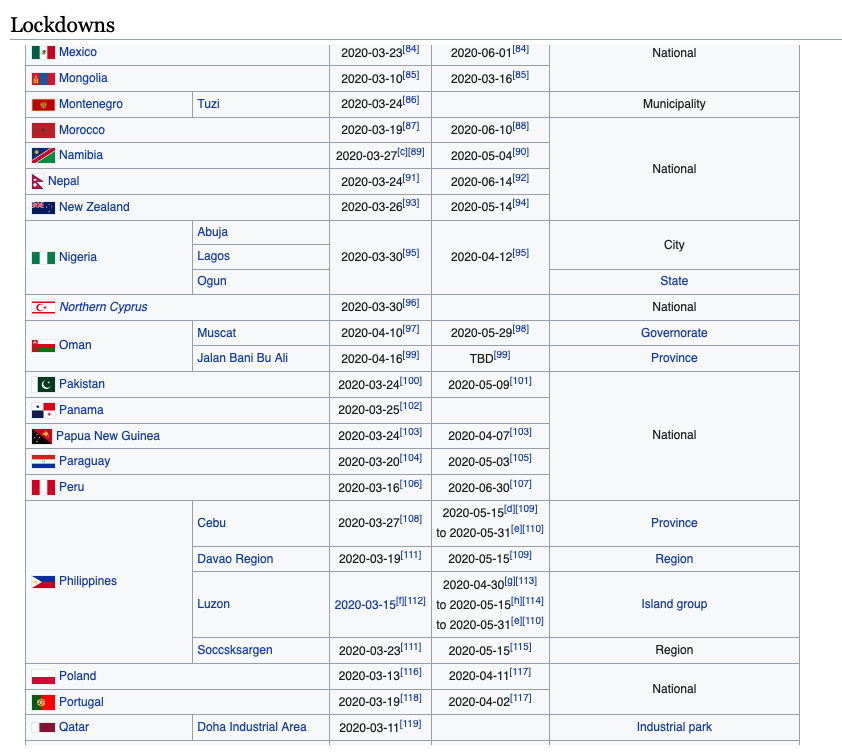 Lockdowns
Mexico 2020-03-23[84] 2020-06-01[84] National
Mongolia 2020-03-10[85] 2020-03-16[85]
Montenegro Tuzi 2020-03-24[86] Municipality
Morocco 2020-03-19[87] 2020-06-10[88]
Namibia 2020-03-27[c][89] 2020-05-04[90]
National
Nepal 2020-03-24[91] 2020-06-14[92]
New Zealand 2020-03-26[93] 2020-05-14[94]
Abuja
City
Nigeria Lagos 2020-03-30[95] 2020-04-12[95]
Ogun State
Northern Cyprus 2020-03-30[96] National
Oman
Muscat 2020-04-10[97] 2020-05-29[98] Governorate
Jalan Bani Bu Ali 2020-04-16[99] TBD[99] Province
Pakistan 2020-03-24[100] 2020-05-09[101]
Panama 2020-03-25[102]
Papua New Guinea 2020-03-24[103] 2020-04-07[103] National
Paraguay 2020-03-20[104] 2020-05-03[105]
Peru 2020-03-16[106] 2020-06-30[107]
Philippines
Cebu 2020-03-27[108] 2020-05-15[d][109]
to 2020-05-31[e][110] Province
Davao Region 2020-03-19[111] 2020-05-15[109] Region
Luzon 2020-03-15[f][112] 2020-04-30[g][113]
to 2020-05-15[h][114]
to 2020-05-31[e][110] Island group
Soccsksargen 2020-03-23[111] 2020-05-15[115] Region
Poland 2020-03-13[116] 2020-04-11[117]
National
Portugal 2020-03-19[118] 2020-04-02[117]
Qatar Doha Industrial Area 2020-03-11[119] Industrial park